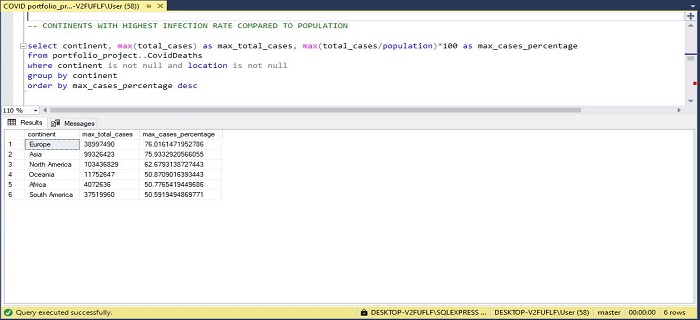 COVID portfolio_pr...-V2FUFLF\User (58))
-- CONTINENTS WITH HIGHEST INFECTION RATE COMPARED TO POPULATION
select continent, max(total_cases) as max_total_cases, max(total_cases/population)*100 as max_cases_percentage
from portfolio_project..CovidDeaths
where continent is not null and location is not null
group by continent
order by max_cases_percentage desc
110 %
Results Messages
continent max_total_cases max_cases_percentage
1 Europe 38997490 76.0161471952786
2 Asia 99326423 75.9332920566055
3 North America 103436829 62.6793138727443
4 Oceania 11752647 50.8709016393443
5 Africa 4072636 50.7765419449686
6 South America 37519960 50.5919494869771
Query executed successfully. DESKTOP-V2FUFLF\SQLEXPRESS ... DESKTOP-V2FUFLF\User (58) master 00:00:00 6 rows